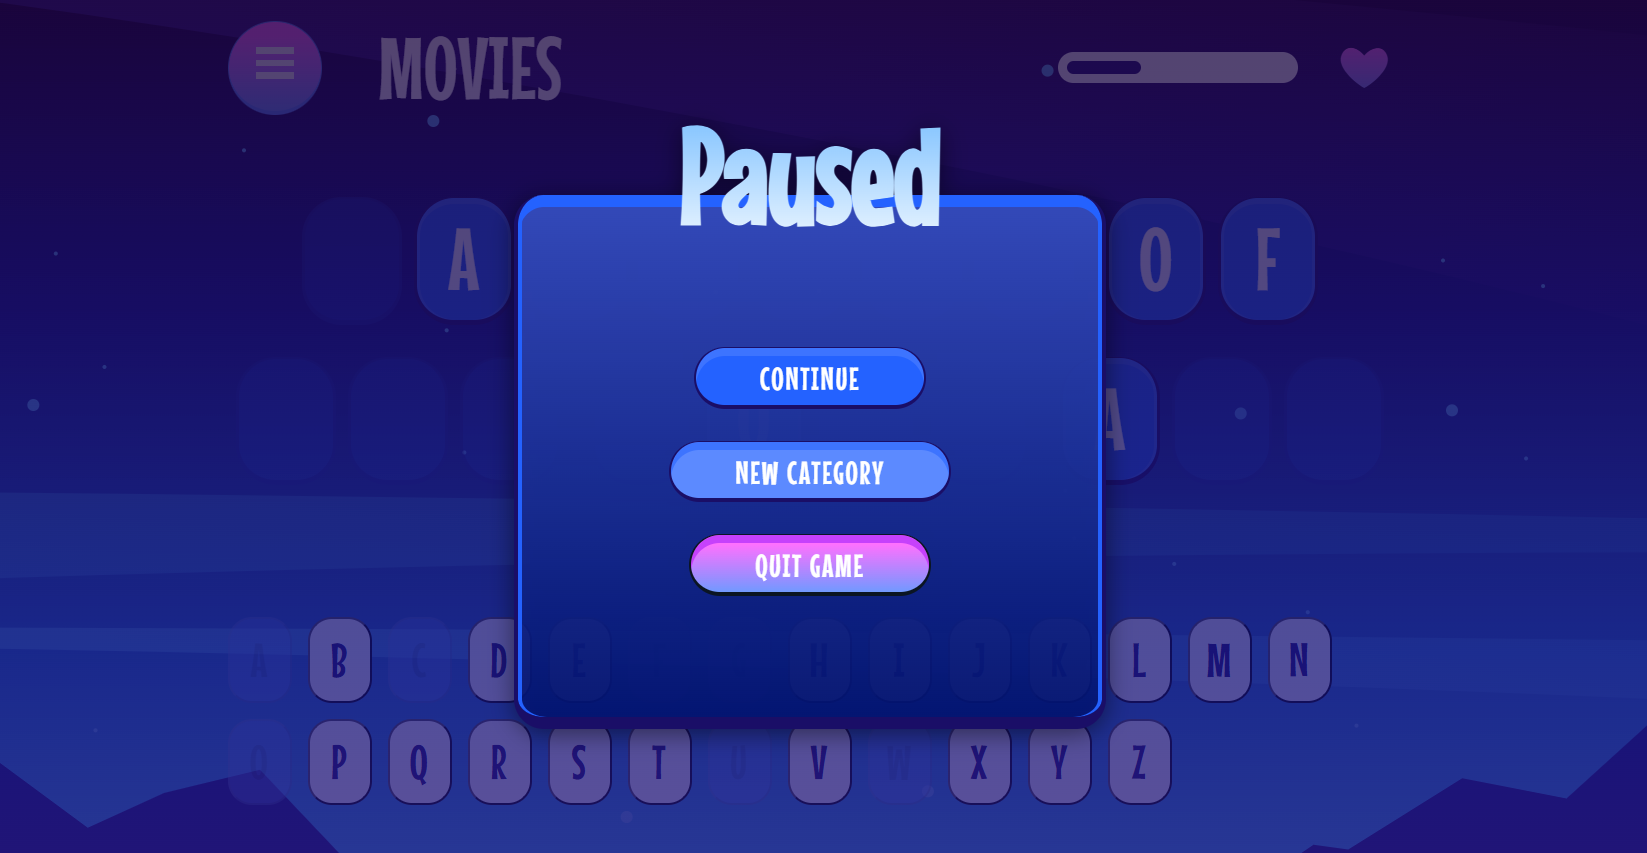 MOVIES
Paused
A O F
A
CONTINUE
NEW CATEGORY
QUIT GAME
A B C D E H I J K L M N
O P Q R S T U V W X Y Z